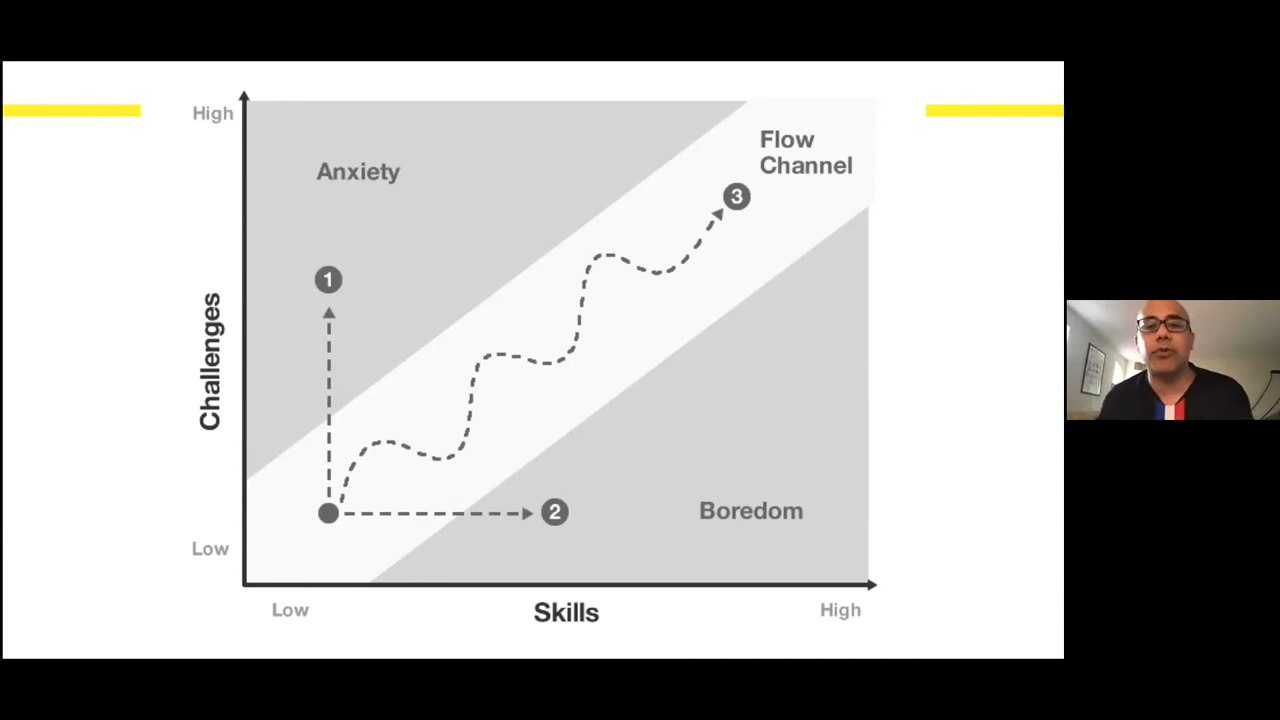 High
Flow
Channel
Anxiety
3
1
Challenges
2
Boredom
Low
Low
Skills
High